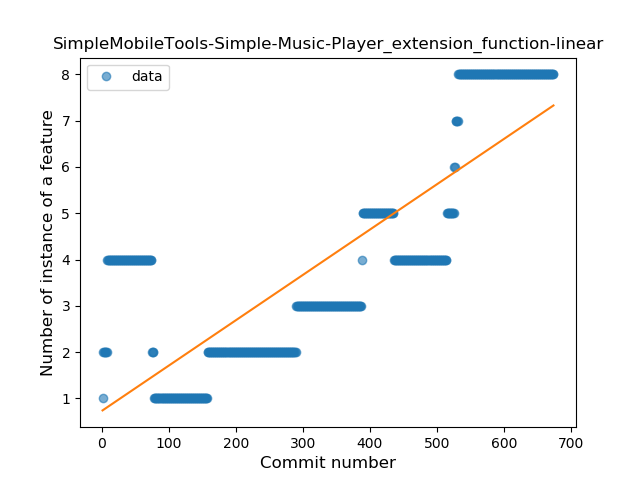 SimpleMobileTools-Simple-Music-Player_extension_function-linear
data
Number of instance of a feature
8
7
6
5
4
3
2
1
0 100 200 300 400 500 600 700
Commit number